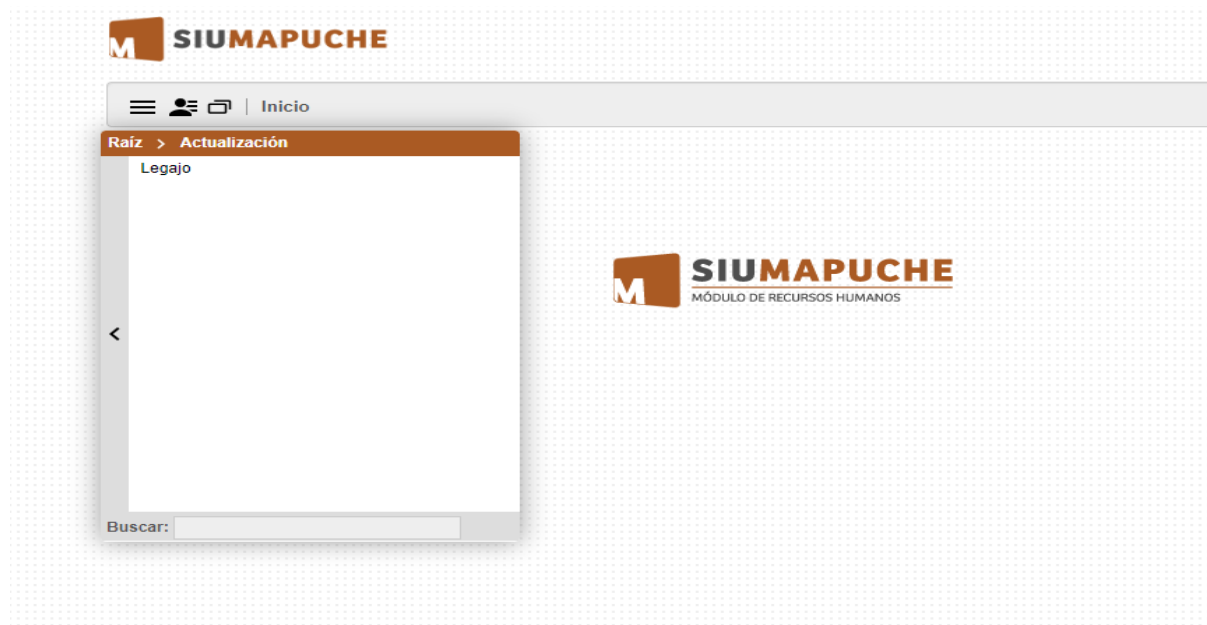 M SIUMAPUCHE
Inicio
Raíz > Actualización
Legajo
M SIUMAPUCHE
MÓDULO DE RECURSOS HUMANOS
<
Buscar: